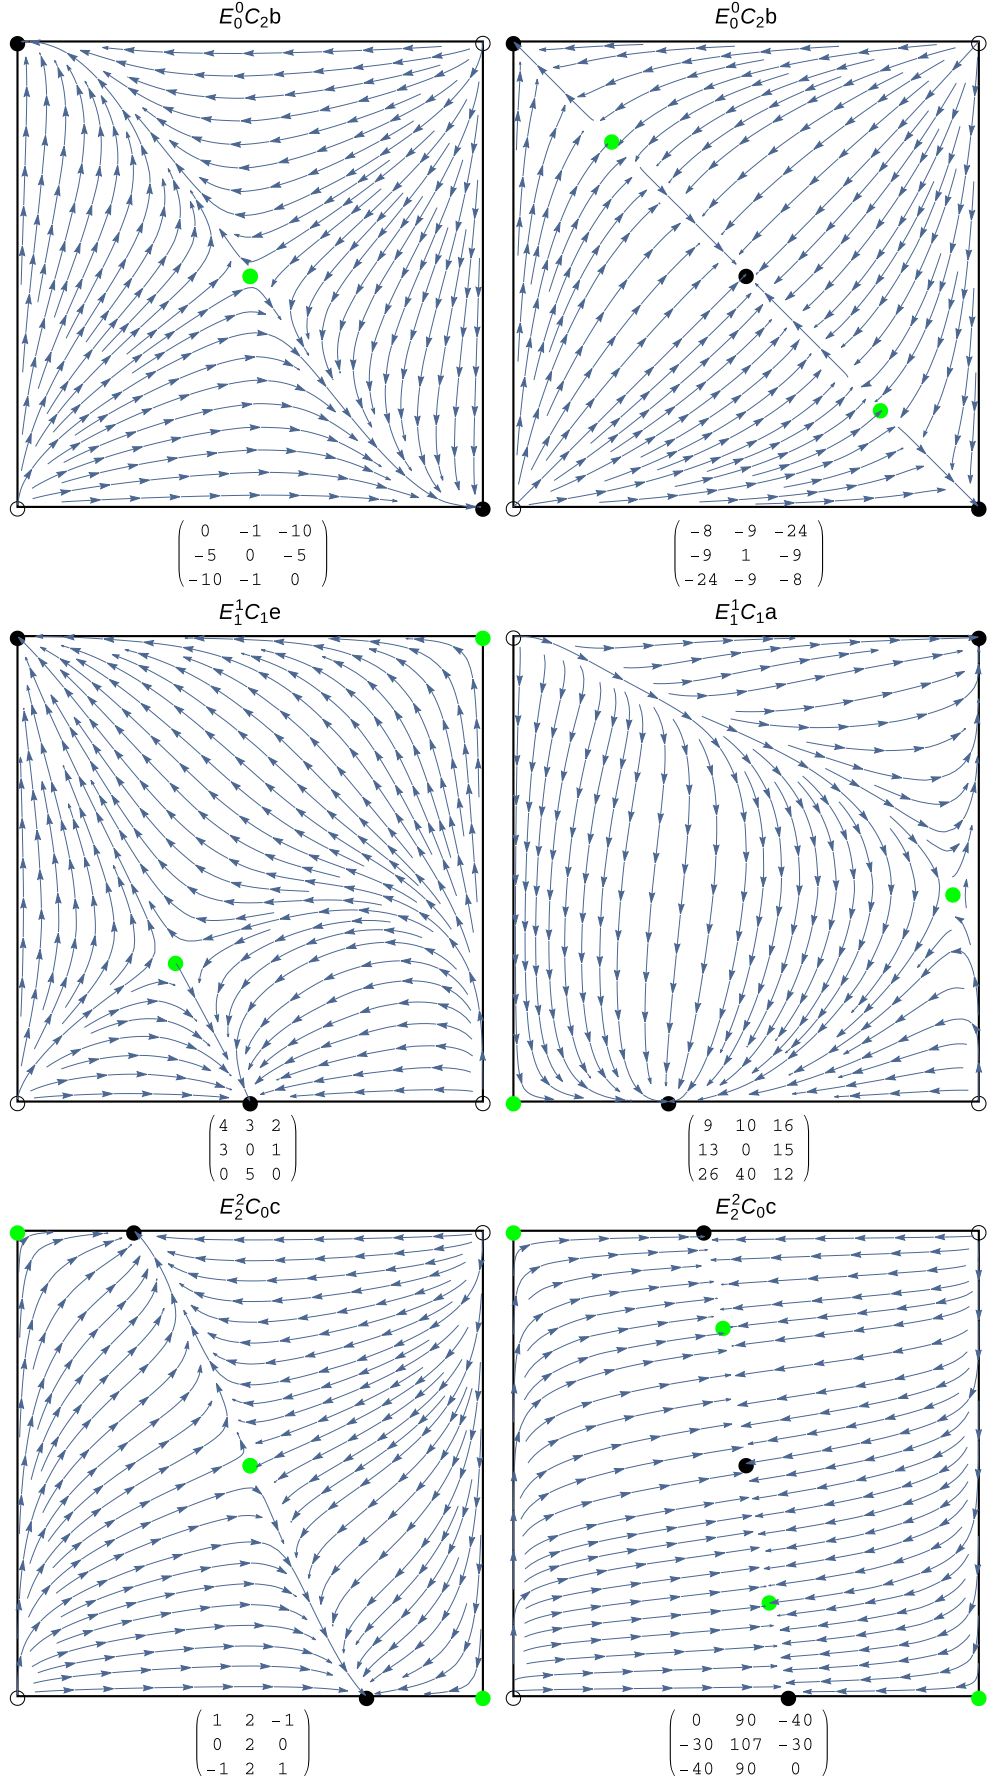 E₀⁰C₂b E₀⁰C₂b
0 -1 -10 -8 -9 -24
-5 0 -5 -9 1 -9
-10 -1 0 -24 -9 -8
E₁¹C₁e E₁¹C₁a
4 3 2 9 10 16
3 0 1 13 0 15
0 5 0 26 40 12
E₂²C₀c E₂²C₀c
1 2 -1 0 90 -40
0 2 0 -30 107 -30
-1 2 1 -40 90 0